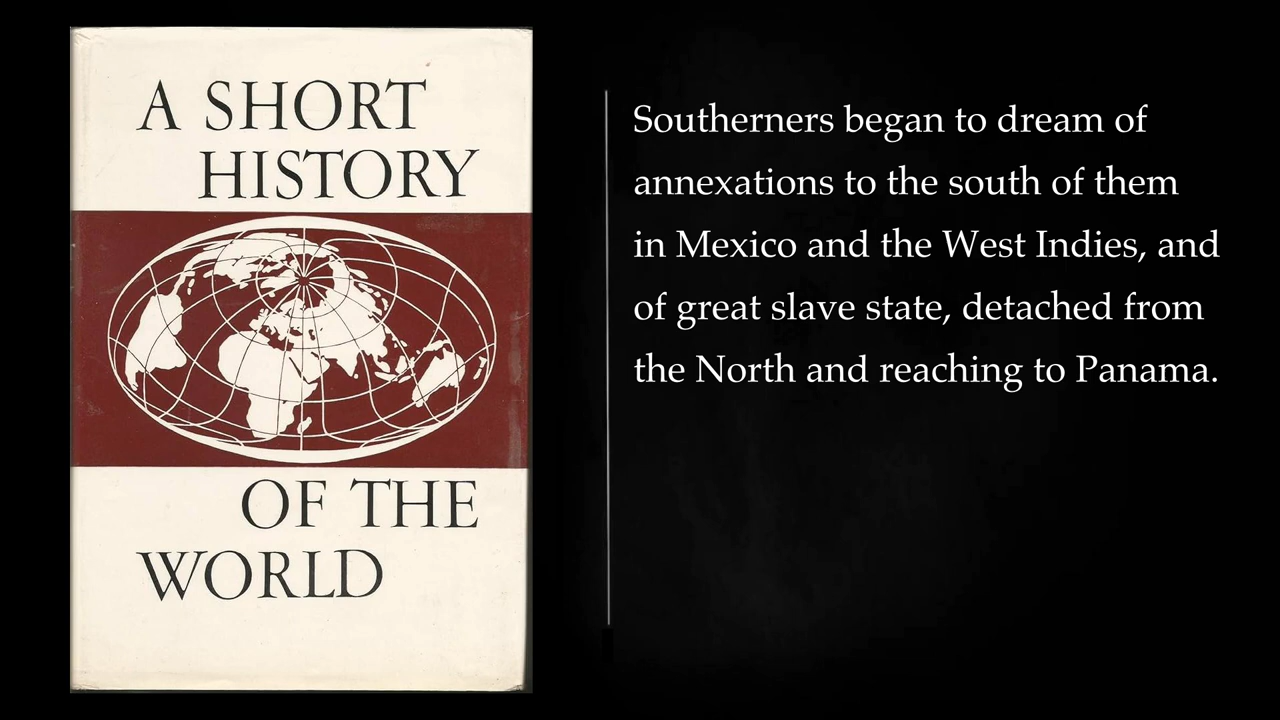 A SHORT
HISTORY
OF THE
WORLD
Southerners began to dream of
annexations to the south of them
in Mexico and the West Indies, and
of great slave state, detached from
the North and reaching to Panama.